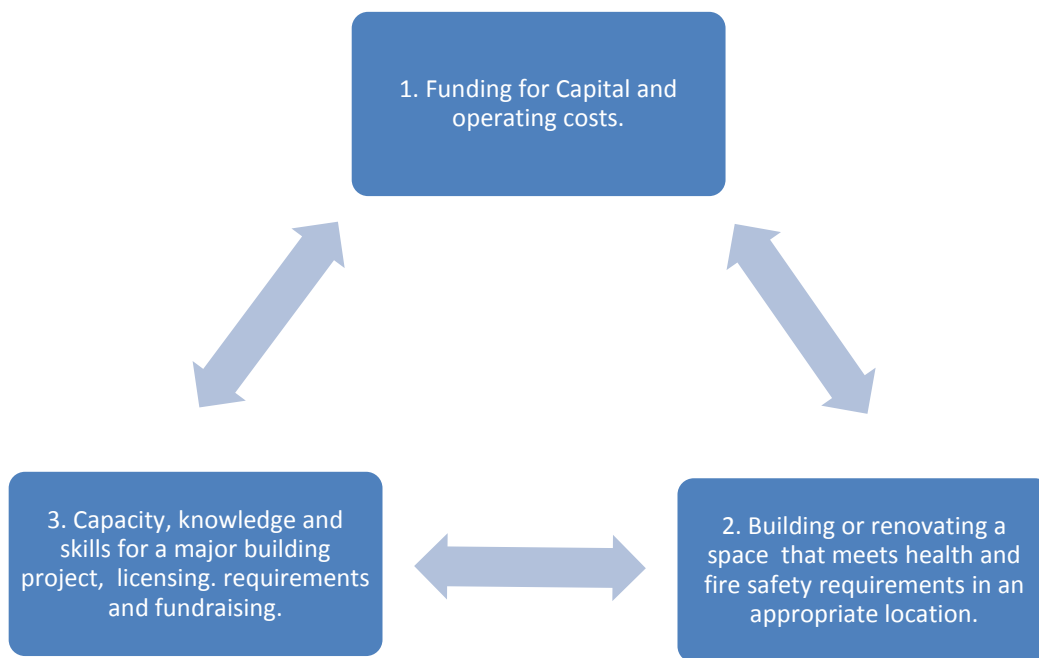 1. Funding for Capital and
operating costs.
3. Capacity, knowledge and
skills for a major building
project,  licensing. requirements
and fundraising.
2. Building or renovating a
space  that meets health and
fire safety requirements in an
appropriate location.